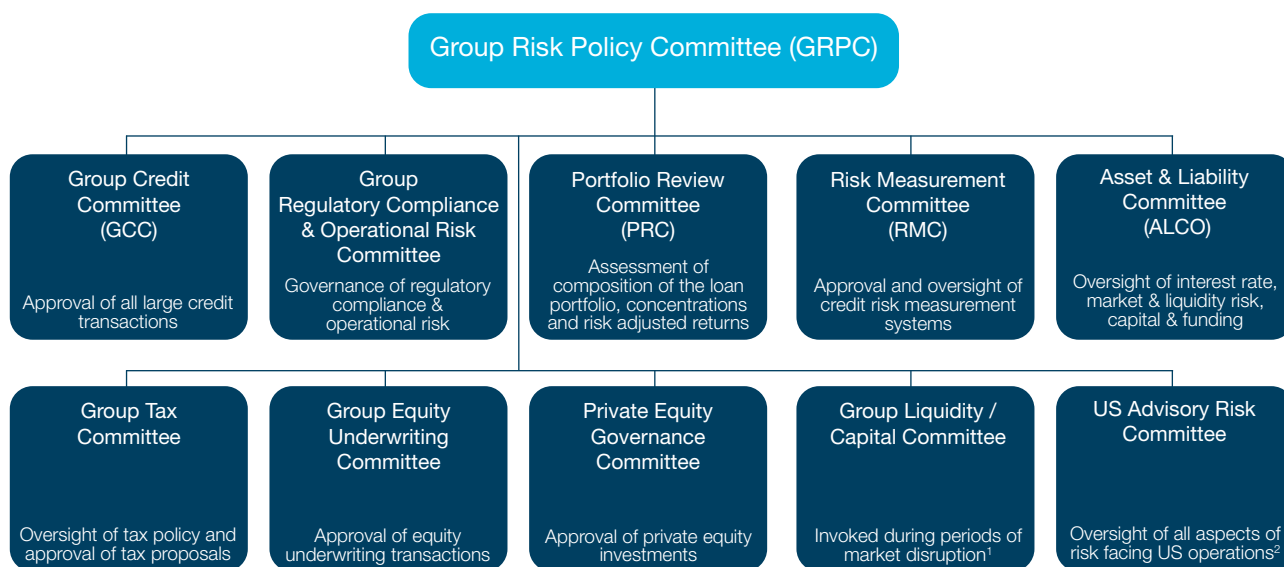 Group Risk Policy Committee (GRPC)
Group Credit
Committee
(GCC)
Approval of all large credit
transactions
Group
Regulatory Compliance
& Operational Risk
Committee
Governance of regulatory
compliance &
operational risk
Portfolio Review
Committee
(PRC)
Assessment of
composition of the loan
portfolio, concentrations
and risk adjusted returns
Risk Measurement
Committee
(RMC)
Approval and oversight of
credit risk measurement
systems
Asset & Liability
Committee
(ALCO)
Oversight of interest rate,
market & liquidity risk,
capital & funding
Group Tax
Committee
Oversight of tax policy and
approval of tax proposals
Group Equity
Underwriting
Committee
Approval of equity
underwriting transactions
Private Equity
Governance
Committee
Approval of private equity
investments
Group Liquidity /
Capital Committee
Invoked during periods of
market disruption¹
US Advisory Risk
Committee
Oversight of all aspects of
risk facing US operations²